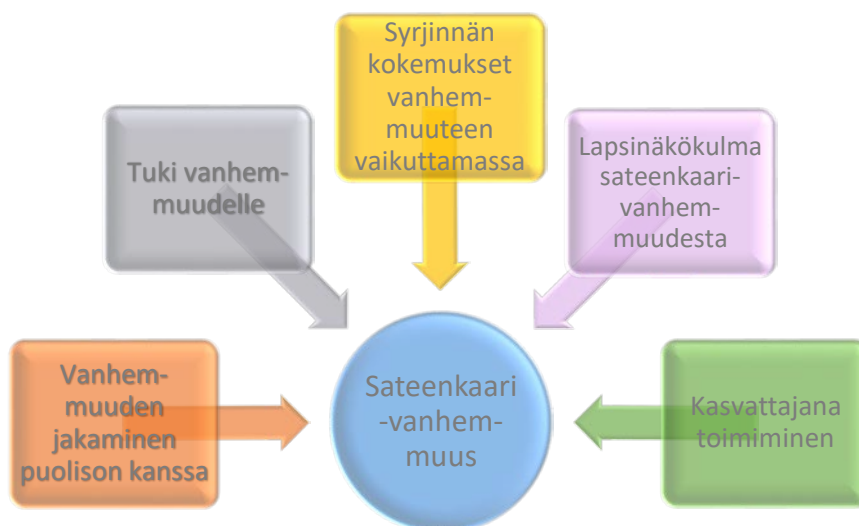 Syrjinnän
kokemukset
vanhem-
muuteen
vaikuttamassa
Tuki vanhem-
muudelle
Lapsinäkökulma
sateenkaari-
vanhem-
muudesta
Vanhem-
muuden
jakaminen
puolison kanssa
Sateenkaari
-vanhem-
muus
Kasvattajana
toimiminen